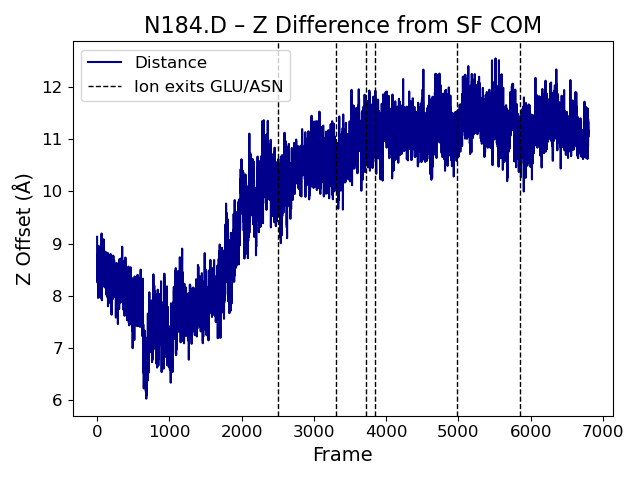 N184.D – Z Difference from SF COM
Distance
Ion exits GLU/ASN
Z Offset (Å)
12
11
10
9
8
7
6
0 1000 2000 3000 4000 5000 6000 7000
Frame